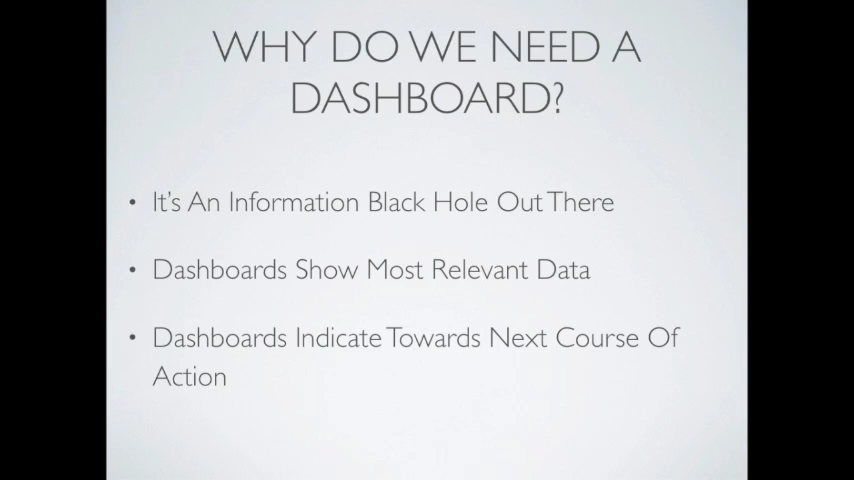 WHY DO WE NEED A
DASHBOARD?
• It's An Information Black Hole Out There
• Dashboards Show Most Relevant Data
• Dashboards Indicate Towards Next Course Of
Action